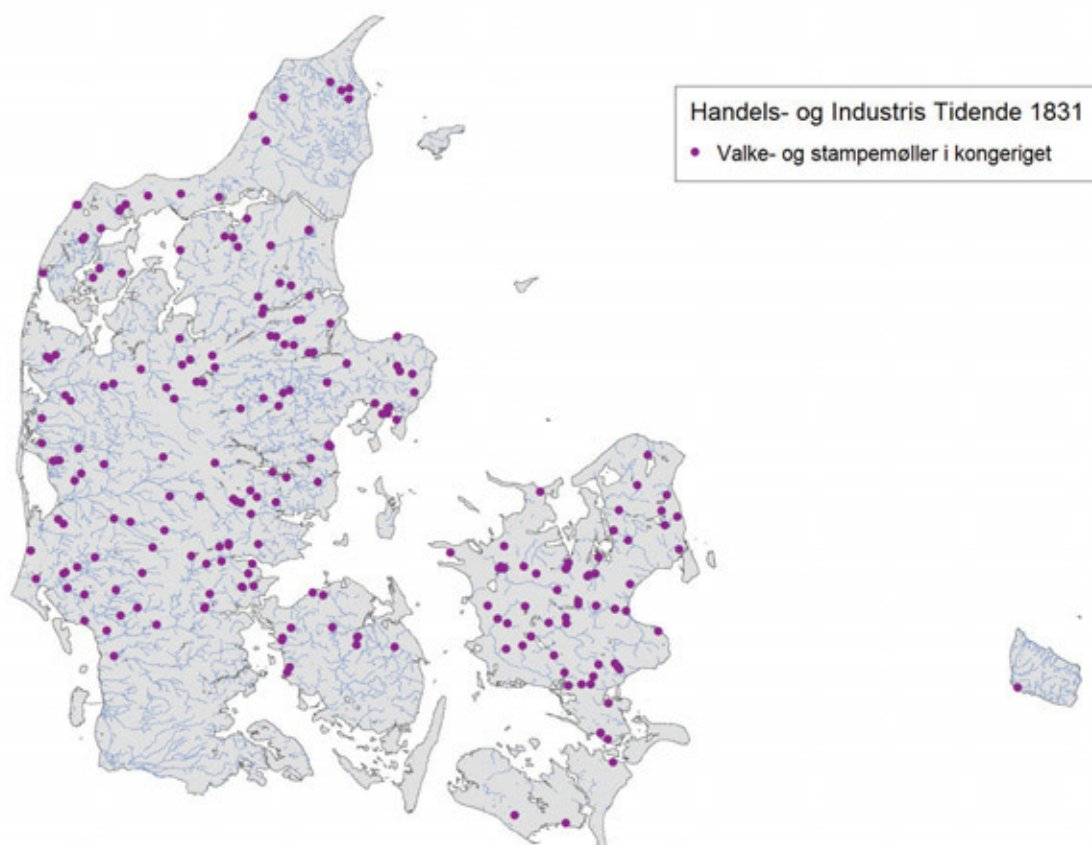 Handels- og Industris Tidende 1831
Valke- og stampemøller i kongeriget